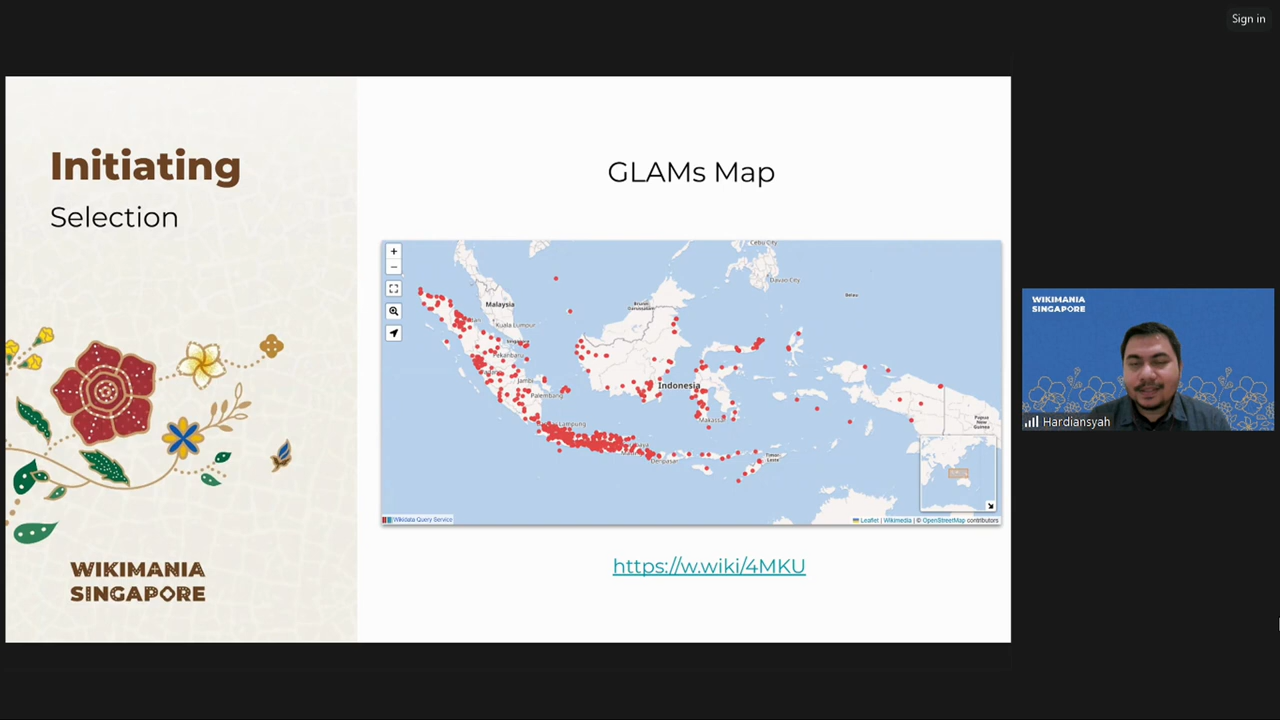 Sign in
Initiating
Selection
GLAMs Map
+
−
Cebu City
Davao City
Malaysia
Belau
Kuala Lumpur
Pekanbaru
Jambi
Indonesia
Palembang
Lampung
Makassar
Denpasar
Timor
Leste
Papua
New
Guinea
Wikidata Query Service
Leaflet | Wikimedia | © OpenStreetMap contributors
https://w.wiki/4MKU
WIKIMANIA
SINGAPORE
WIKIMANIA
SINGAPORE
Hardiansyah